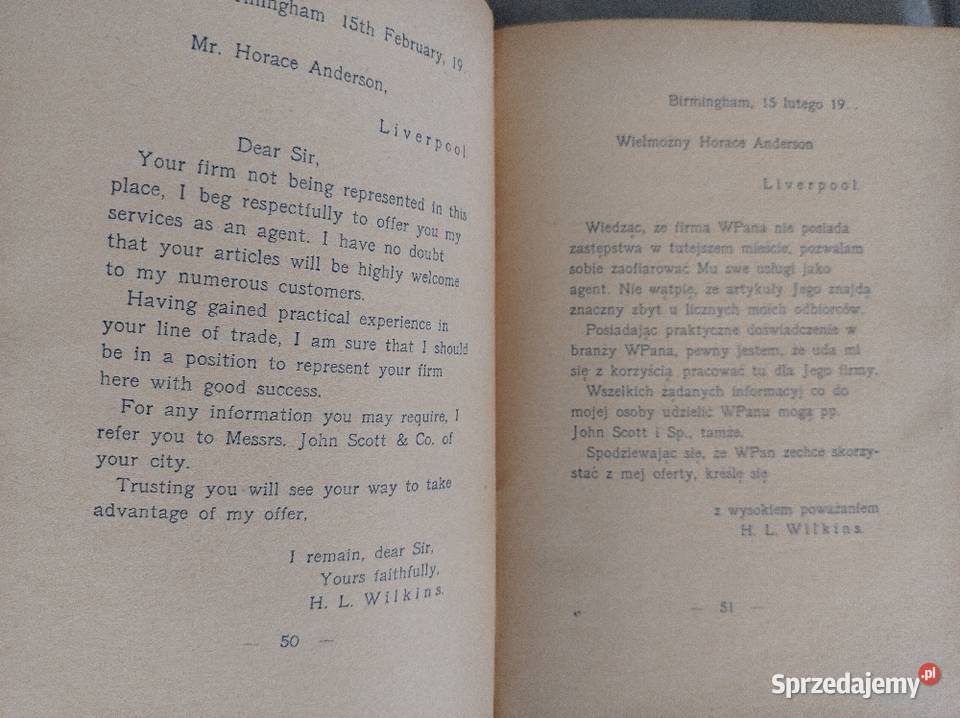 Birmingham 15th February, 19.
Mr. Horace Anderson,
Liverpool
Dear Sir,
Your firm not being represented in this
place, I beg respectfully to offer you my
services as an agent. I have no doubt
that your articles will be highly welcome
to my numerous customers.
Having gained practical experience in
your line of trade, I am sure that I should
be in a position to represent your firm
here with good success.
For any information you may require, I
refer you to Messrs. John Scott & Co. of
your city.
Trusting you will see your way to take
advantage of my offer,
I remain, dear Sir,
Yours faithfully,
H. L. Wilkins.
— 50 —
Birmingham, 15 lutego 19..
Wielmożny Horace Anderson
Liverpool.
Wiedząc, że firma WPana nie posiada
zastępstwa w tutejszem mieście, pozwalam
sobie zaofiarować Mu swe usługi jako
agent. Nie wątpię, że artykuły Jego znajdą
znaczny zbyt u licznych moich odbiorców.
Posiadając praktyczne doświadczenie w
branży WPana, pewny jestem, że uda mi
się z korzyścią pracować tu dla Jego firmy.
Wszelkich żądanych informacyj co do
mojej osoby udzielić WPanu mogą pp.
John Scott i Sp., tamże.
Spodziewając się, że WPan zechce skorzy-
stać z mej oferty, kreślę się
z wysokiem poważaniem
H. L. Wilkins.
— 51 —
Sprzedajemy.pl